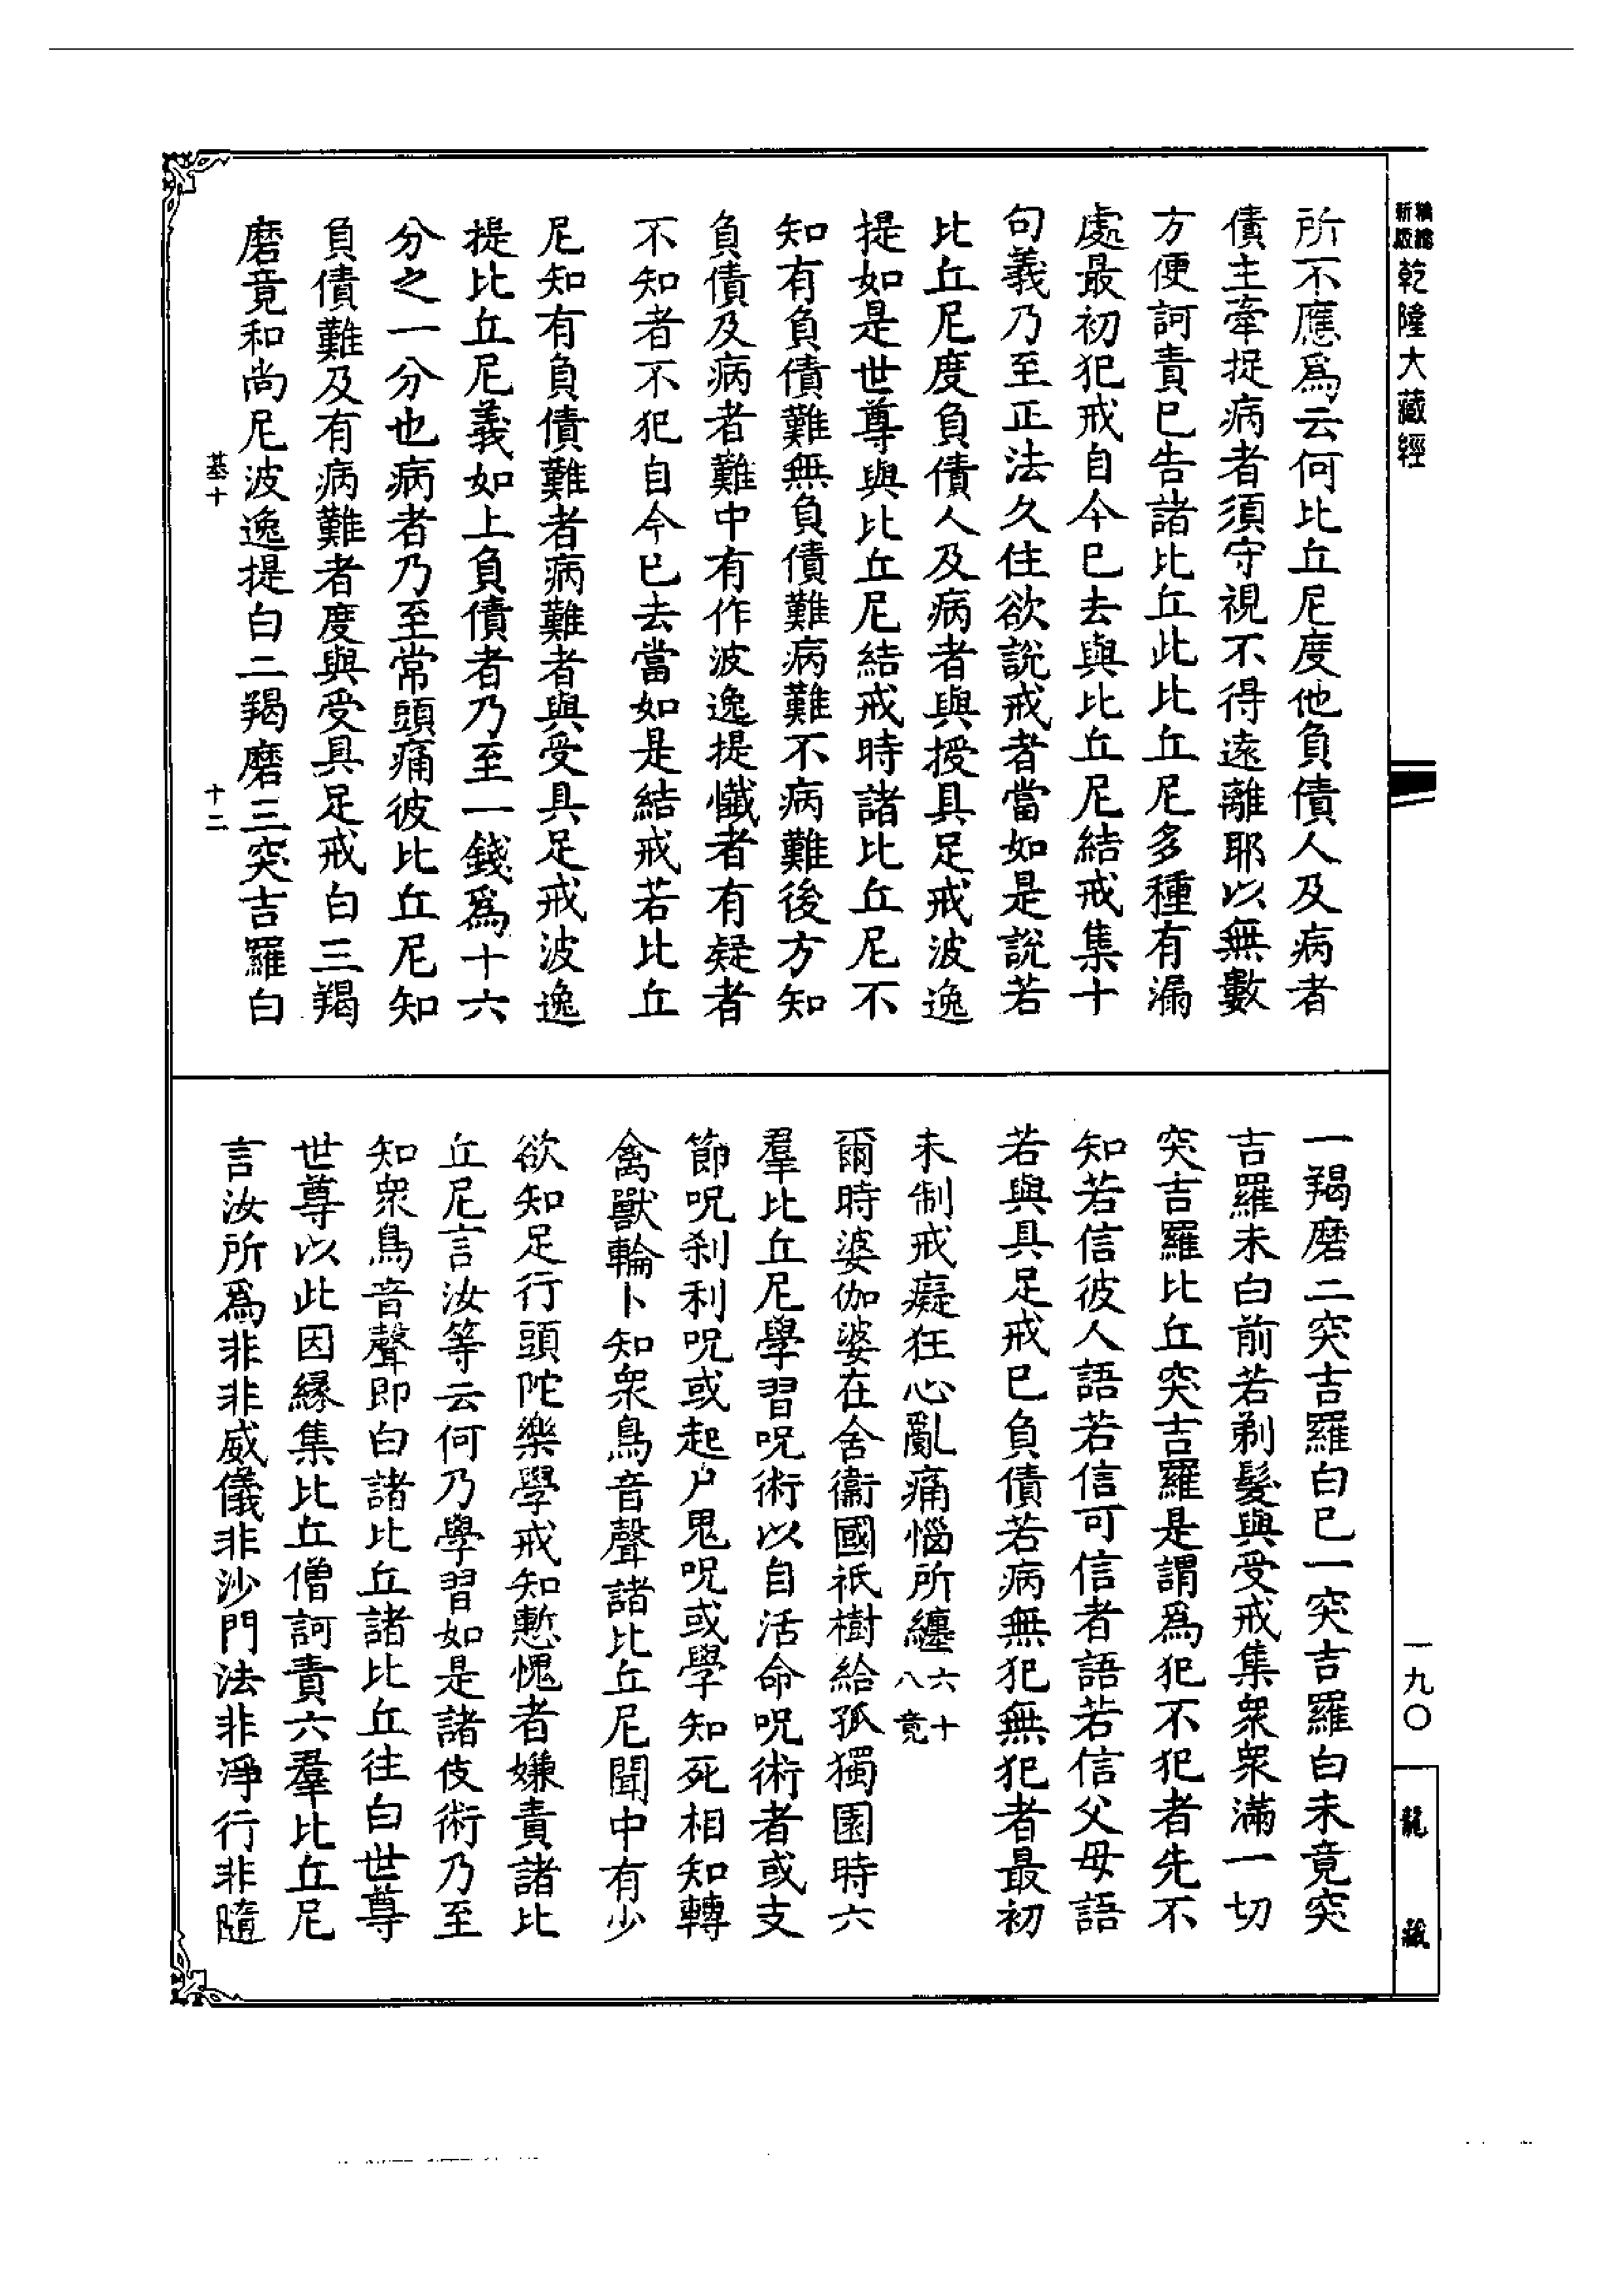 新版
乾隆大藏經
所不應爲云何比丘尼度他負債人及病者
債主牽捉病者須守視不得遠離耶以無數
方便訶責已告諸比丘此比丘尼多種有漏
處最初犯戒自今已去與比丘尼結戒集十
句義乃至正法久住欲說戒者當如是說若
比丘尼度負債人及病者與授具足戒波逸
提如是世尊與比丘尼結戒時諸比丘尼不
知有負債難無負債難病難不病難後方知
負債及病者難中有作波逸提懺者有疑者
不知者不犯自今已去當如是結戒若比丘
尼知有負債難者病難者與受具足戒波逸
提比丘尼義如上負債者乃至一錢爲十六
分之一分也病者乃至常頭痛彼比丘尼知
負債難及有病難者度與受具足戒白三羯
磨竟和尚尼波逸提白二羯磨三突吉羅白
基十
十二
一羯磨二突吉羅白已一突吉羅白未竟突
吉羅未白前若剃髮與受戒集衆衆滿一切
突吉羅比丘突吉羅是謂爲犯不犯者先不
知若信彼人語若信可信者語若信父母語
若與具足戒已負債若病無犯無犯者最初
未制戒癡狂心亂痛惱所纏六十八竟
爾時婆伽婆在舍衞國祇樹給孤獨園時六
羣比丘尼學習呪術以自活命呪術者或支
節呪刹利呪或起尸鬼呪或學知死相知轉
禽獸輪卜知衆鳥音聲諸比丘尼聞中有少
欲知足行頭陀樂學戒知慙愧者嫌責諸比
丘尼言汝等云何乃學習如是諸伎術乃至
知衆鳥音聲即白諸比丘諸比丘往白世尊
世尊以此因緣集比丘僧訶責六羣比丘尼
言汝所爲非非威儀非沙門法非淨行非隨
一九〇
龍藏